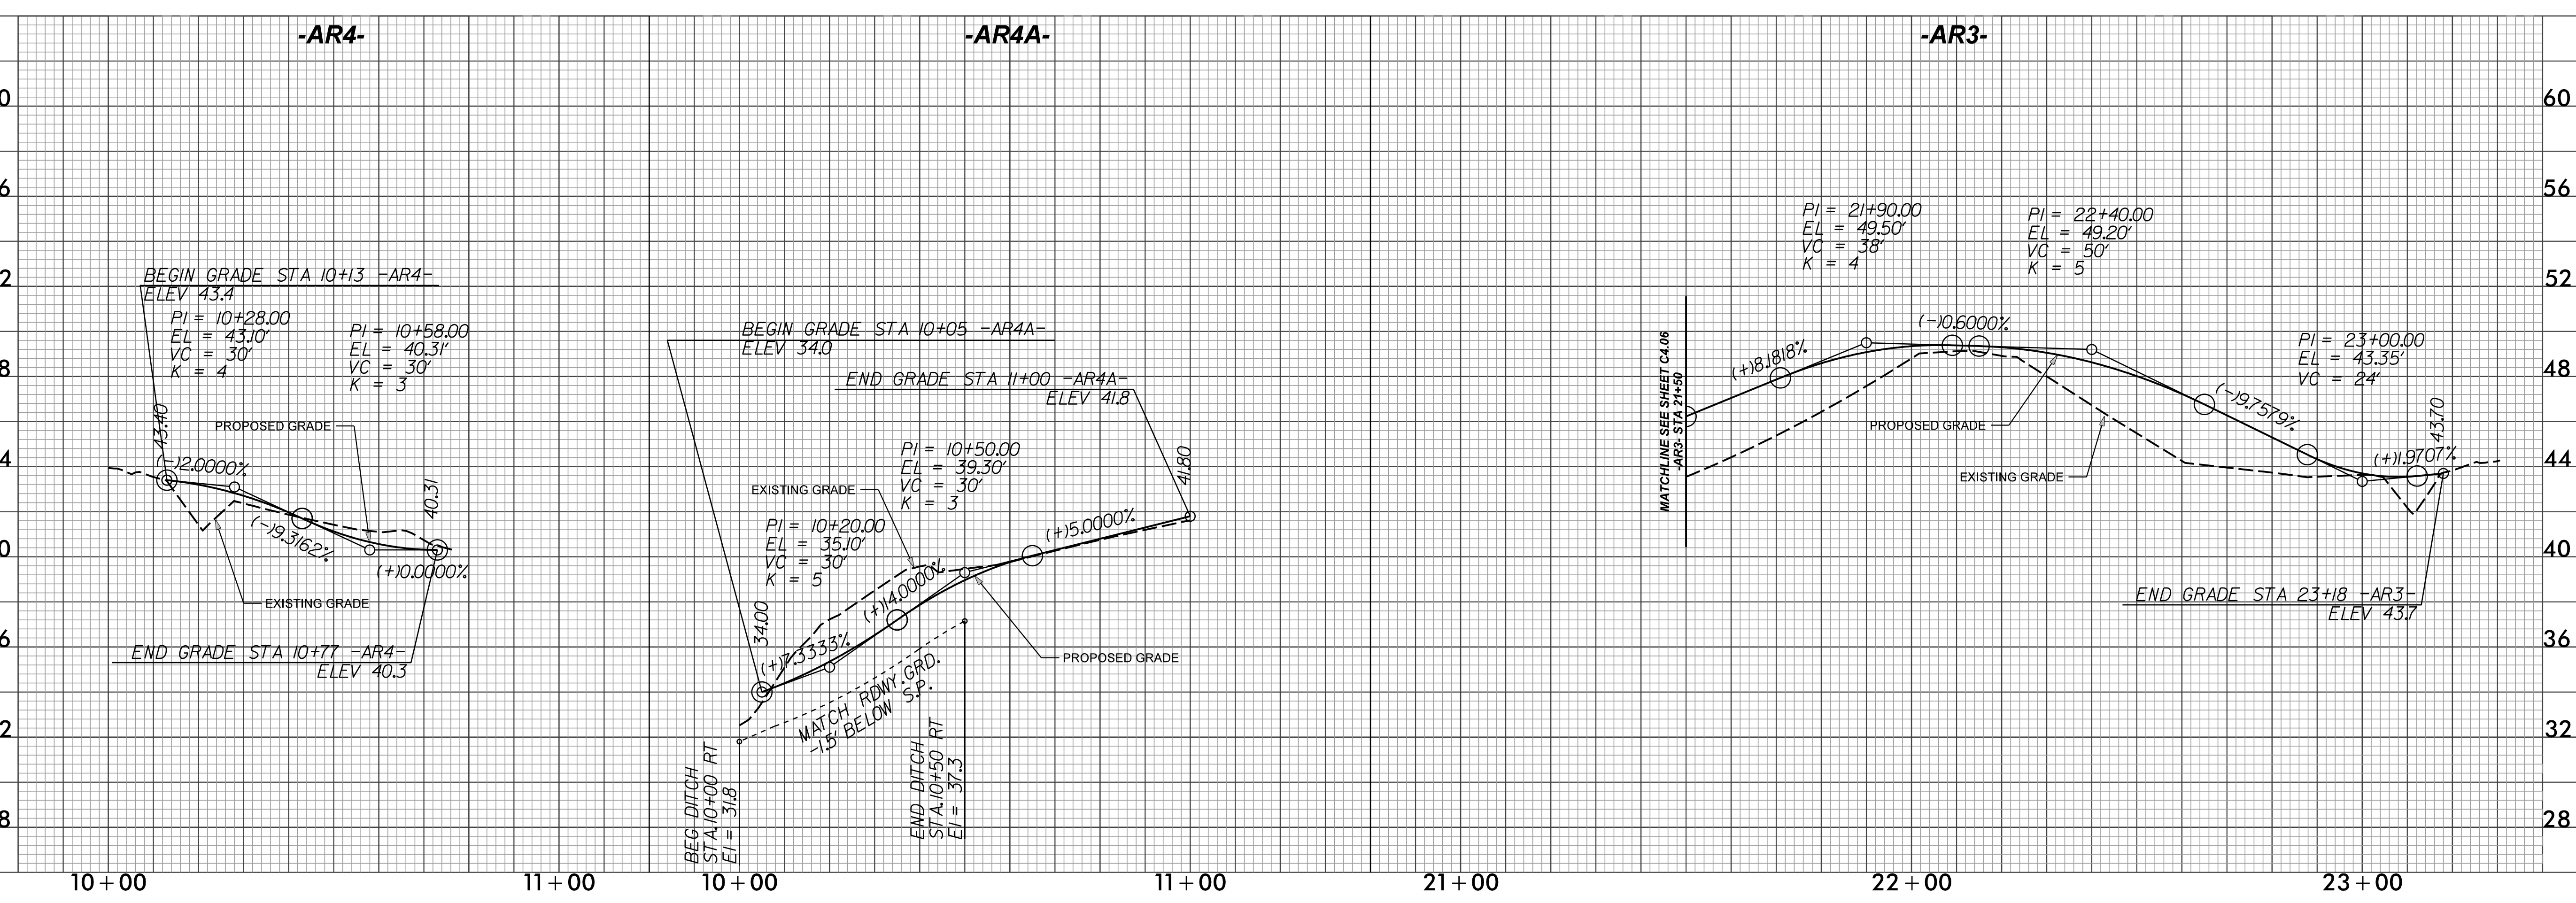 -AR4-
-AR4A-
-AR3-
0
6
2
8
4
0
6
2
8
60
56
52
48
44
40
36
32
28
BEGIN GRADE STA 10+13 -AR4-
ELEV 43.4
PI = 10+28.00
EL = 43.10'
VC = 30'
K = 4
PI = 10+58.00
EL = 40.31'
VC = 30'
K = 3
43.40
PROPOSED GRADE
(-)2.0000%
40.31
(-)9.3162%
(+)0.0000%
EXISTING GRADE
END GRADE STA 10+77 -AR4-
ELEV 40.3
BEGIN GRADE STA 10+05 -AR4A-
ELEV 34.0
END GRADE STA 11+00 -AR4A-
ELEV 41.8
PI = 10+50.00
EL = 39.30'
VC = 30'
K = 3
41.80
EXISTING GRADE
PI = 10+20.00
EL = 35.10'
VC = 30'
K = 5
(+)5.0000%
(+)14.0000%
34.00
(+)7.3333%
PROPOSED GRADE
MATCH RDWY.GRD.
-1.5' BELOW S.P.
BEG DITCH
STA.10+00 RT
El = 31.8
END DITCH
STA.10+50 RT
El = 37.3
MATCHLINE SEE SHEET C4.06
-AR3- STA 21+50
PI = 21+90.00
EL = 49.50'
VC = 38'
K = 4
PI = 22+40.00
EL = 49.20'
VC = 50'
K = 5
(+)8.1818%
(-)0.6000%
PI = 23+00.00
EL = 43.35'
VC = 24'
(-)9.7579%
PROPOSED GRADE
EXISTING GRADE
(+)1.9707%
43.70
END GRADE STA 23+18 -AR3-
ELEV 43.7
10+00
11+00
10+00
11+00
21+00
22+00
23+00